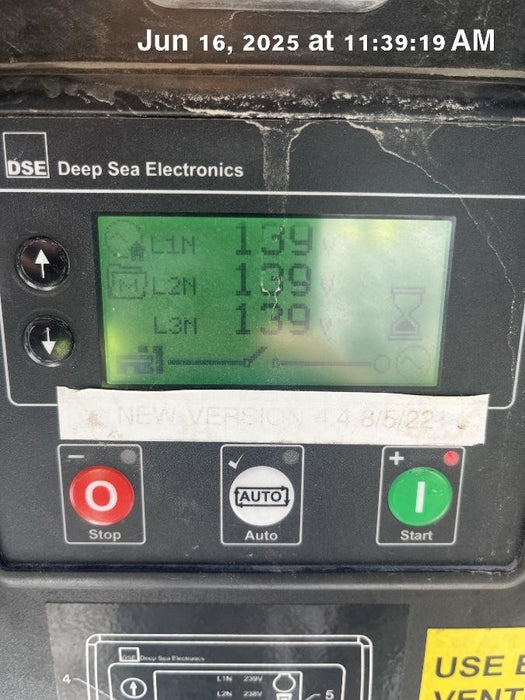 Jun 16, 2025 at 11:39:19 AM
DSE Deep Sea Electronics
L1N 139 V
L2N 139 V
M
L3N 139 V
NEW VERSION 4.4 8/5/22
− ✓ +
O AUTO I
Stop Auto Start
DSE Deep Sea Electronics
L1N 239V
4 L2N 238V 5
USE
VENT